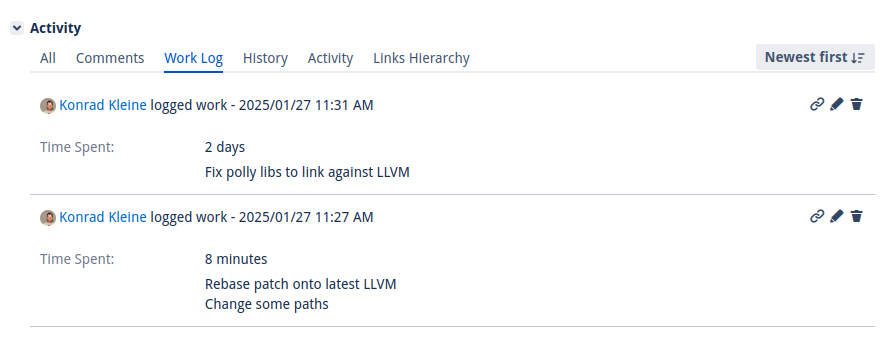 Activity
All Comments Work Log History Activity Links Hierarchy Newest first
Konrad Kleine logged work - 2025/01/27 11:31 AM
Time Spent: 2 days
Fix polly libs to link against LLVM
Konrad Kleine logged work - 2025/01/27 11:27 AM
Time Spent: 8 minutes
Rebase patch onto latest LLVM
Change some paths